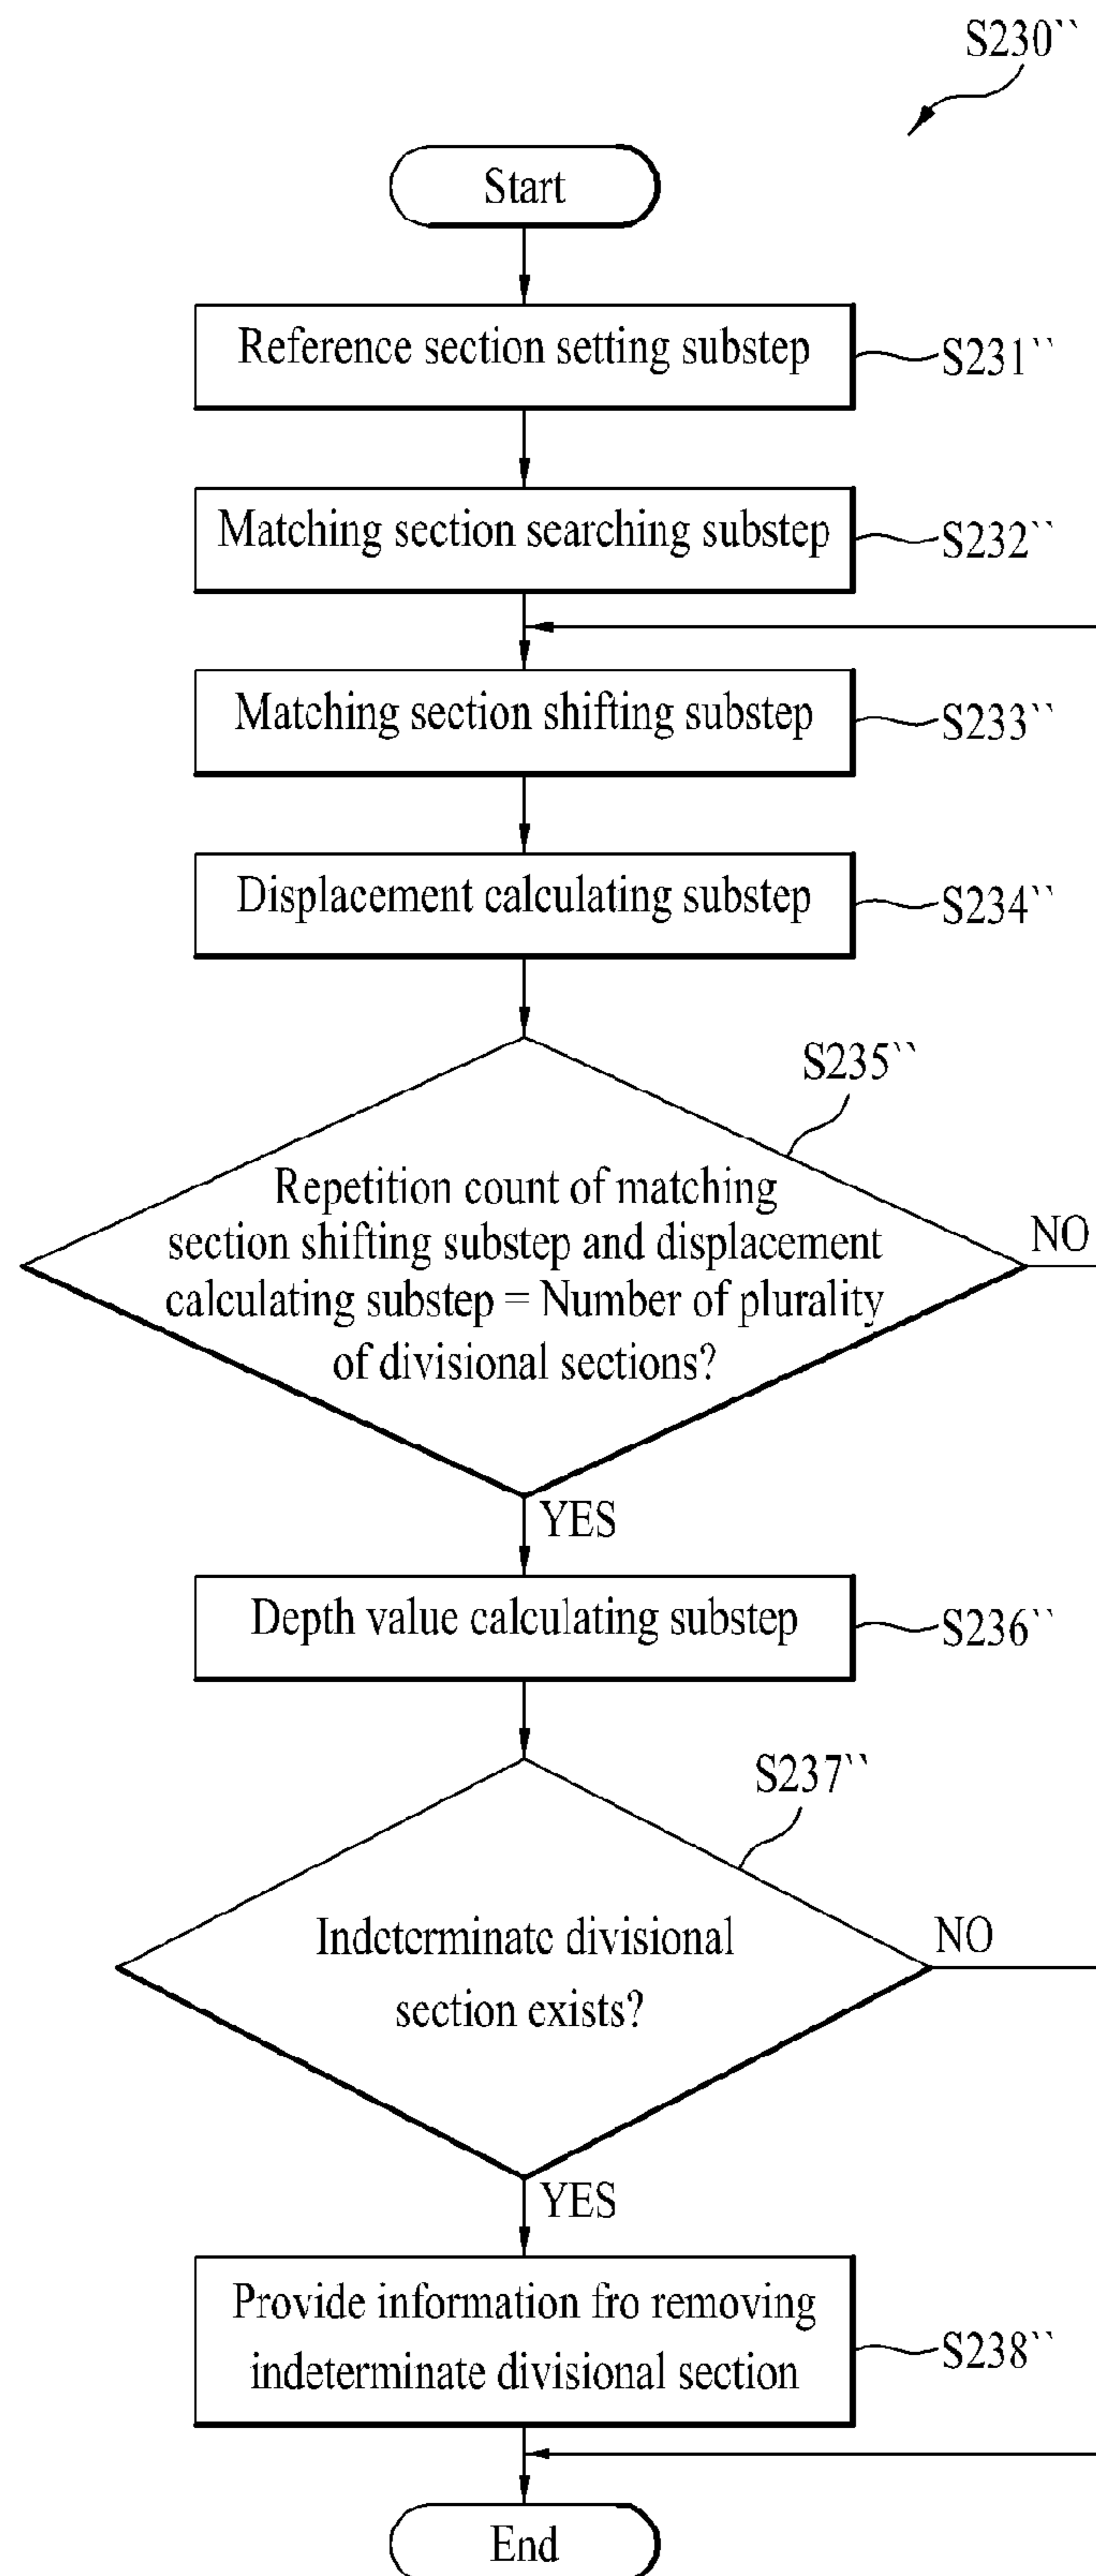 S230``
Start
Reference section setting substep
S231``
Matching section searching substep
S232``
Matching section shifting substep
S233``
Displacement calculating substep
S234``
S235``
Repetition count of matching
section shifting substep and displacement
calculating substep = Number of plurality
of divisional sections?
NO
YES
Depth value calculating substep
S236``
S237``
Indeterminate divisional
section exists?
NO
YES
Provide information fro removing
indeterminate divisional section
S238``
End